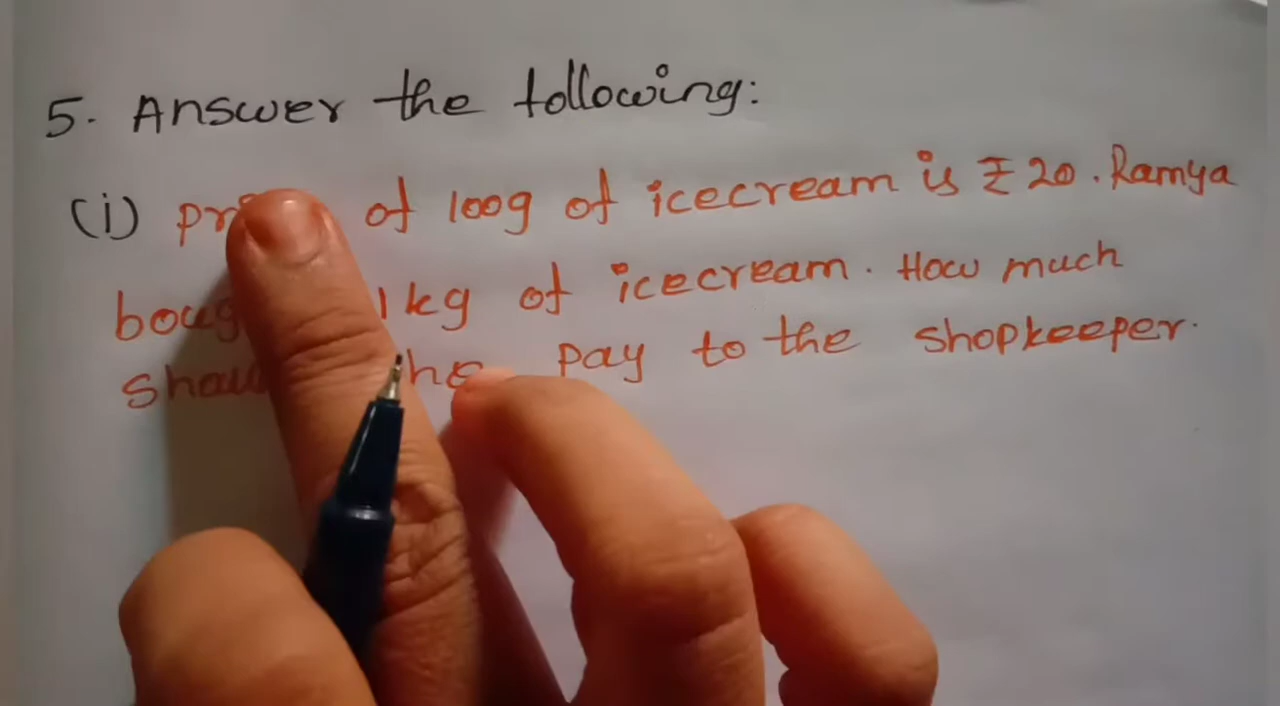 5. Answer the following:
(i) of 100g of icecream is ₹ 20. Ramya
1kg of icecream. How much
pay to the shopkeeper.